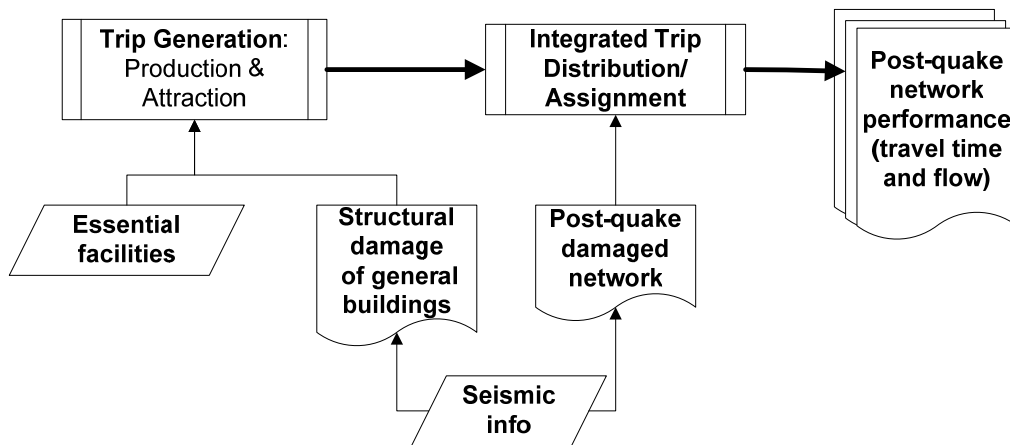 Trip Generation:
Production &
Attraction
Integrated Trip
Distribution/
Assignment
Post-quake
network
performance
(travel time
and flow)
Essential
facilities
Structural
damage
of general
buildings
Post-quake
damaged
network
Seismic
info